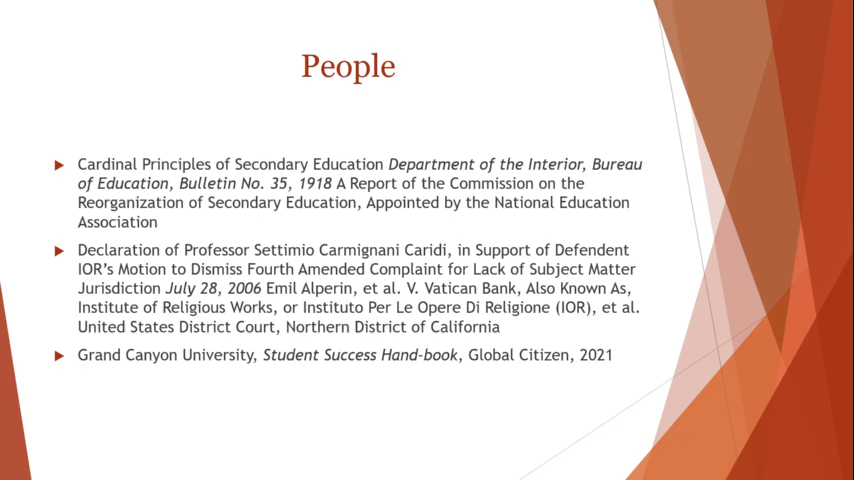 People
Cardinal Principles of Secondary Education Department of the Interior, Bureau
of Education, Bulletin No. 35, 1918 A Report of the Commission on the
Reorganization of Secondary Education, Appointed by the National Education
Association
Declaration of Professor Settimio Carmignani Caridi, in Support of Defendent
IOR’s Motion to Dismiss Fourth Amended Complaint for Lack of Subject Matter
Jurisdiction July 28, 2006 Emil Alperin, et al. V. Vatican Bank, Also Known As,
Institute of Religious Works, or Instituto Per Le Opere Di Religione (IOR), et al.
United States District Court, Northern District of California
Grand Canyon University, Student Success Hand-book, Global Citizen, 2021